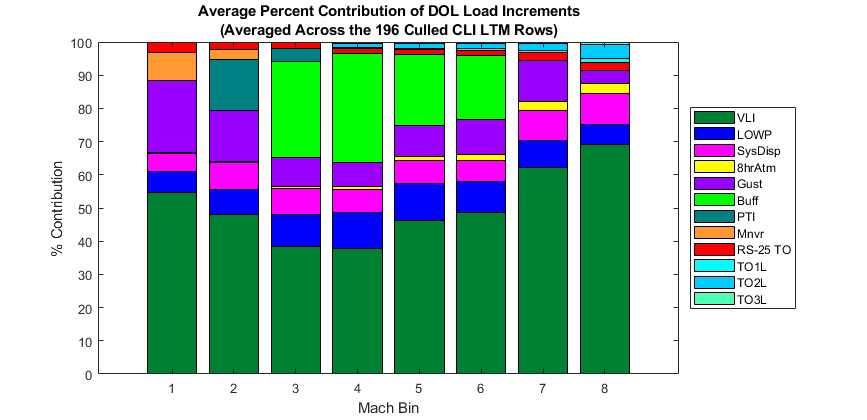 Average Percent Contribution of DOL Load Increments
(Averaged Across the 196 Culled CLI LTM Rows)
100
90
80
70
60
50
40
30
20
10
0
% Contribution
1 2 3 4 5 6 7 8
Mach Bin
VLI
LOWP
SysDisp
8hrAtm
Gust
Buff
PTI
Mnvr
RS-25 TO
TO1L
TO2L
TO3L